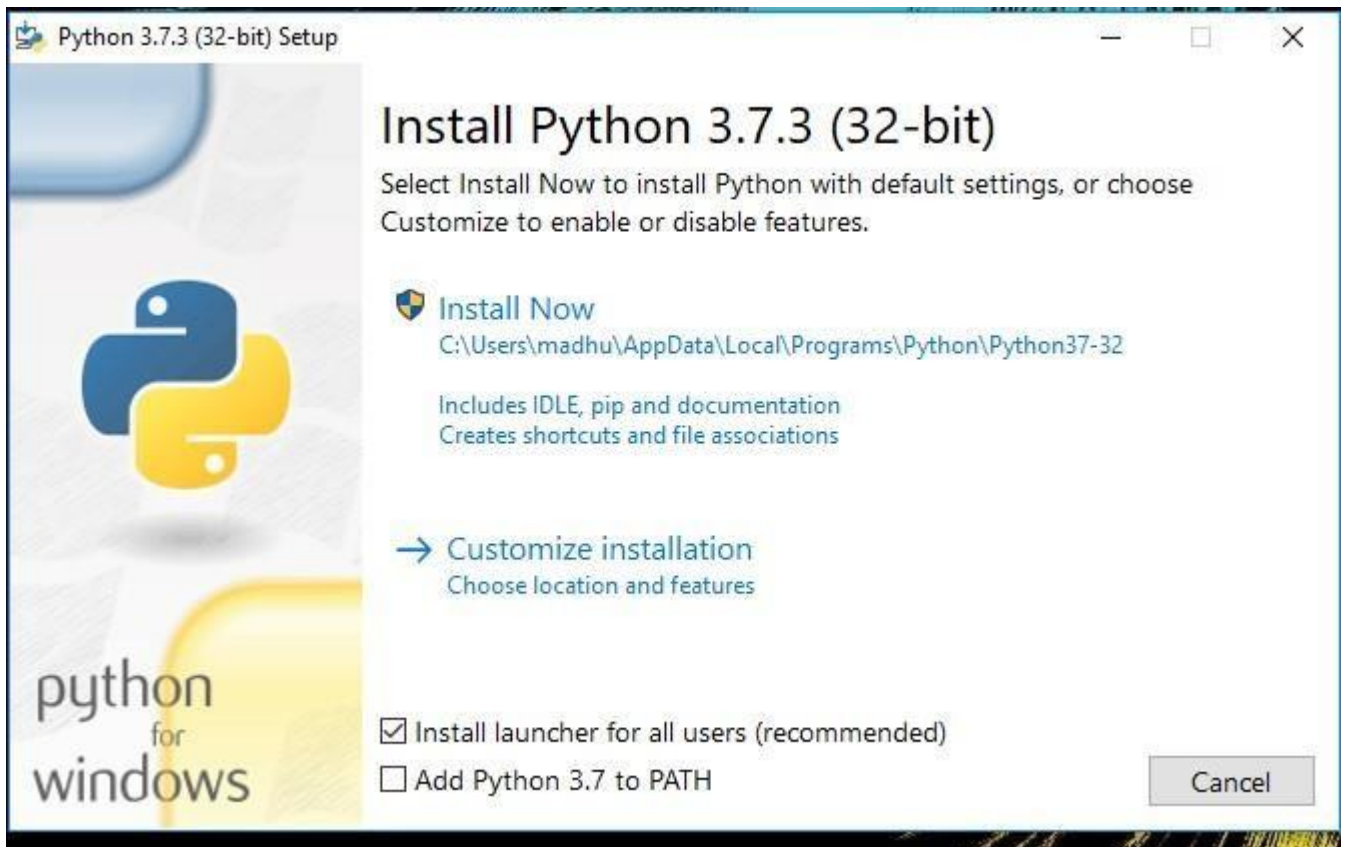 Python 3.7.3 (32-bit) Setup
Install Python 3.7.3 (32-bit)
Select Install Now to install Python with default settings, or choose
Customize to enable or disable features.
Install Now
C:\Users\madhu\AppData\Local\Programs\Python\Python37-32
Includes IDLE, pip and documentation
Creates shortcuts and file associations
Customize installation
Choose location and features
python
for
windows
Install launcher for all users (recommended)
Add Python 3.7 to PATH
Cancel